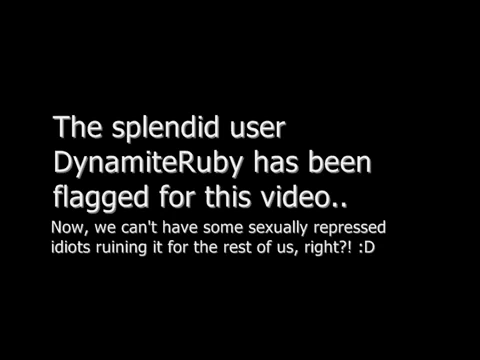 The splendid user
DynamiteRuby has been
flagged for this video..
Now, we can't have some sexually repressed
idiots ruining it for the rest of us, right?! :D